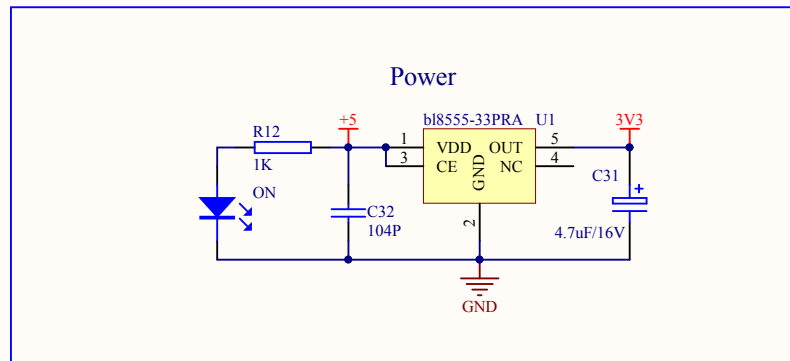 Power
+5
bl8555-33PRA U1
3V3
R12
1K
1 VDD OUT 5
3 CE NC 4
GND
2
ON
C32
104P
C31
+
4.7uF/16V
GND